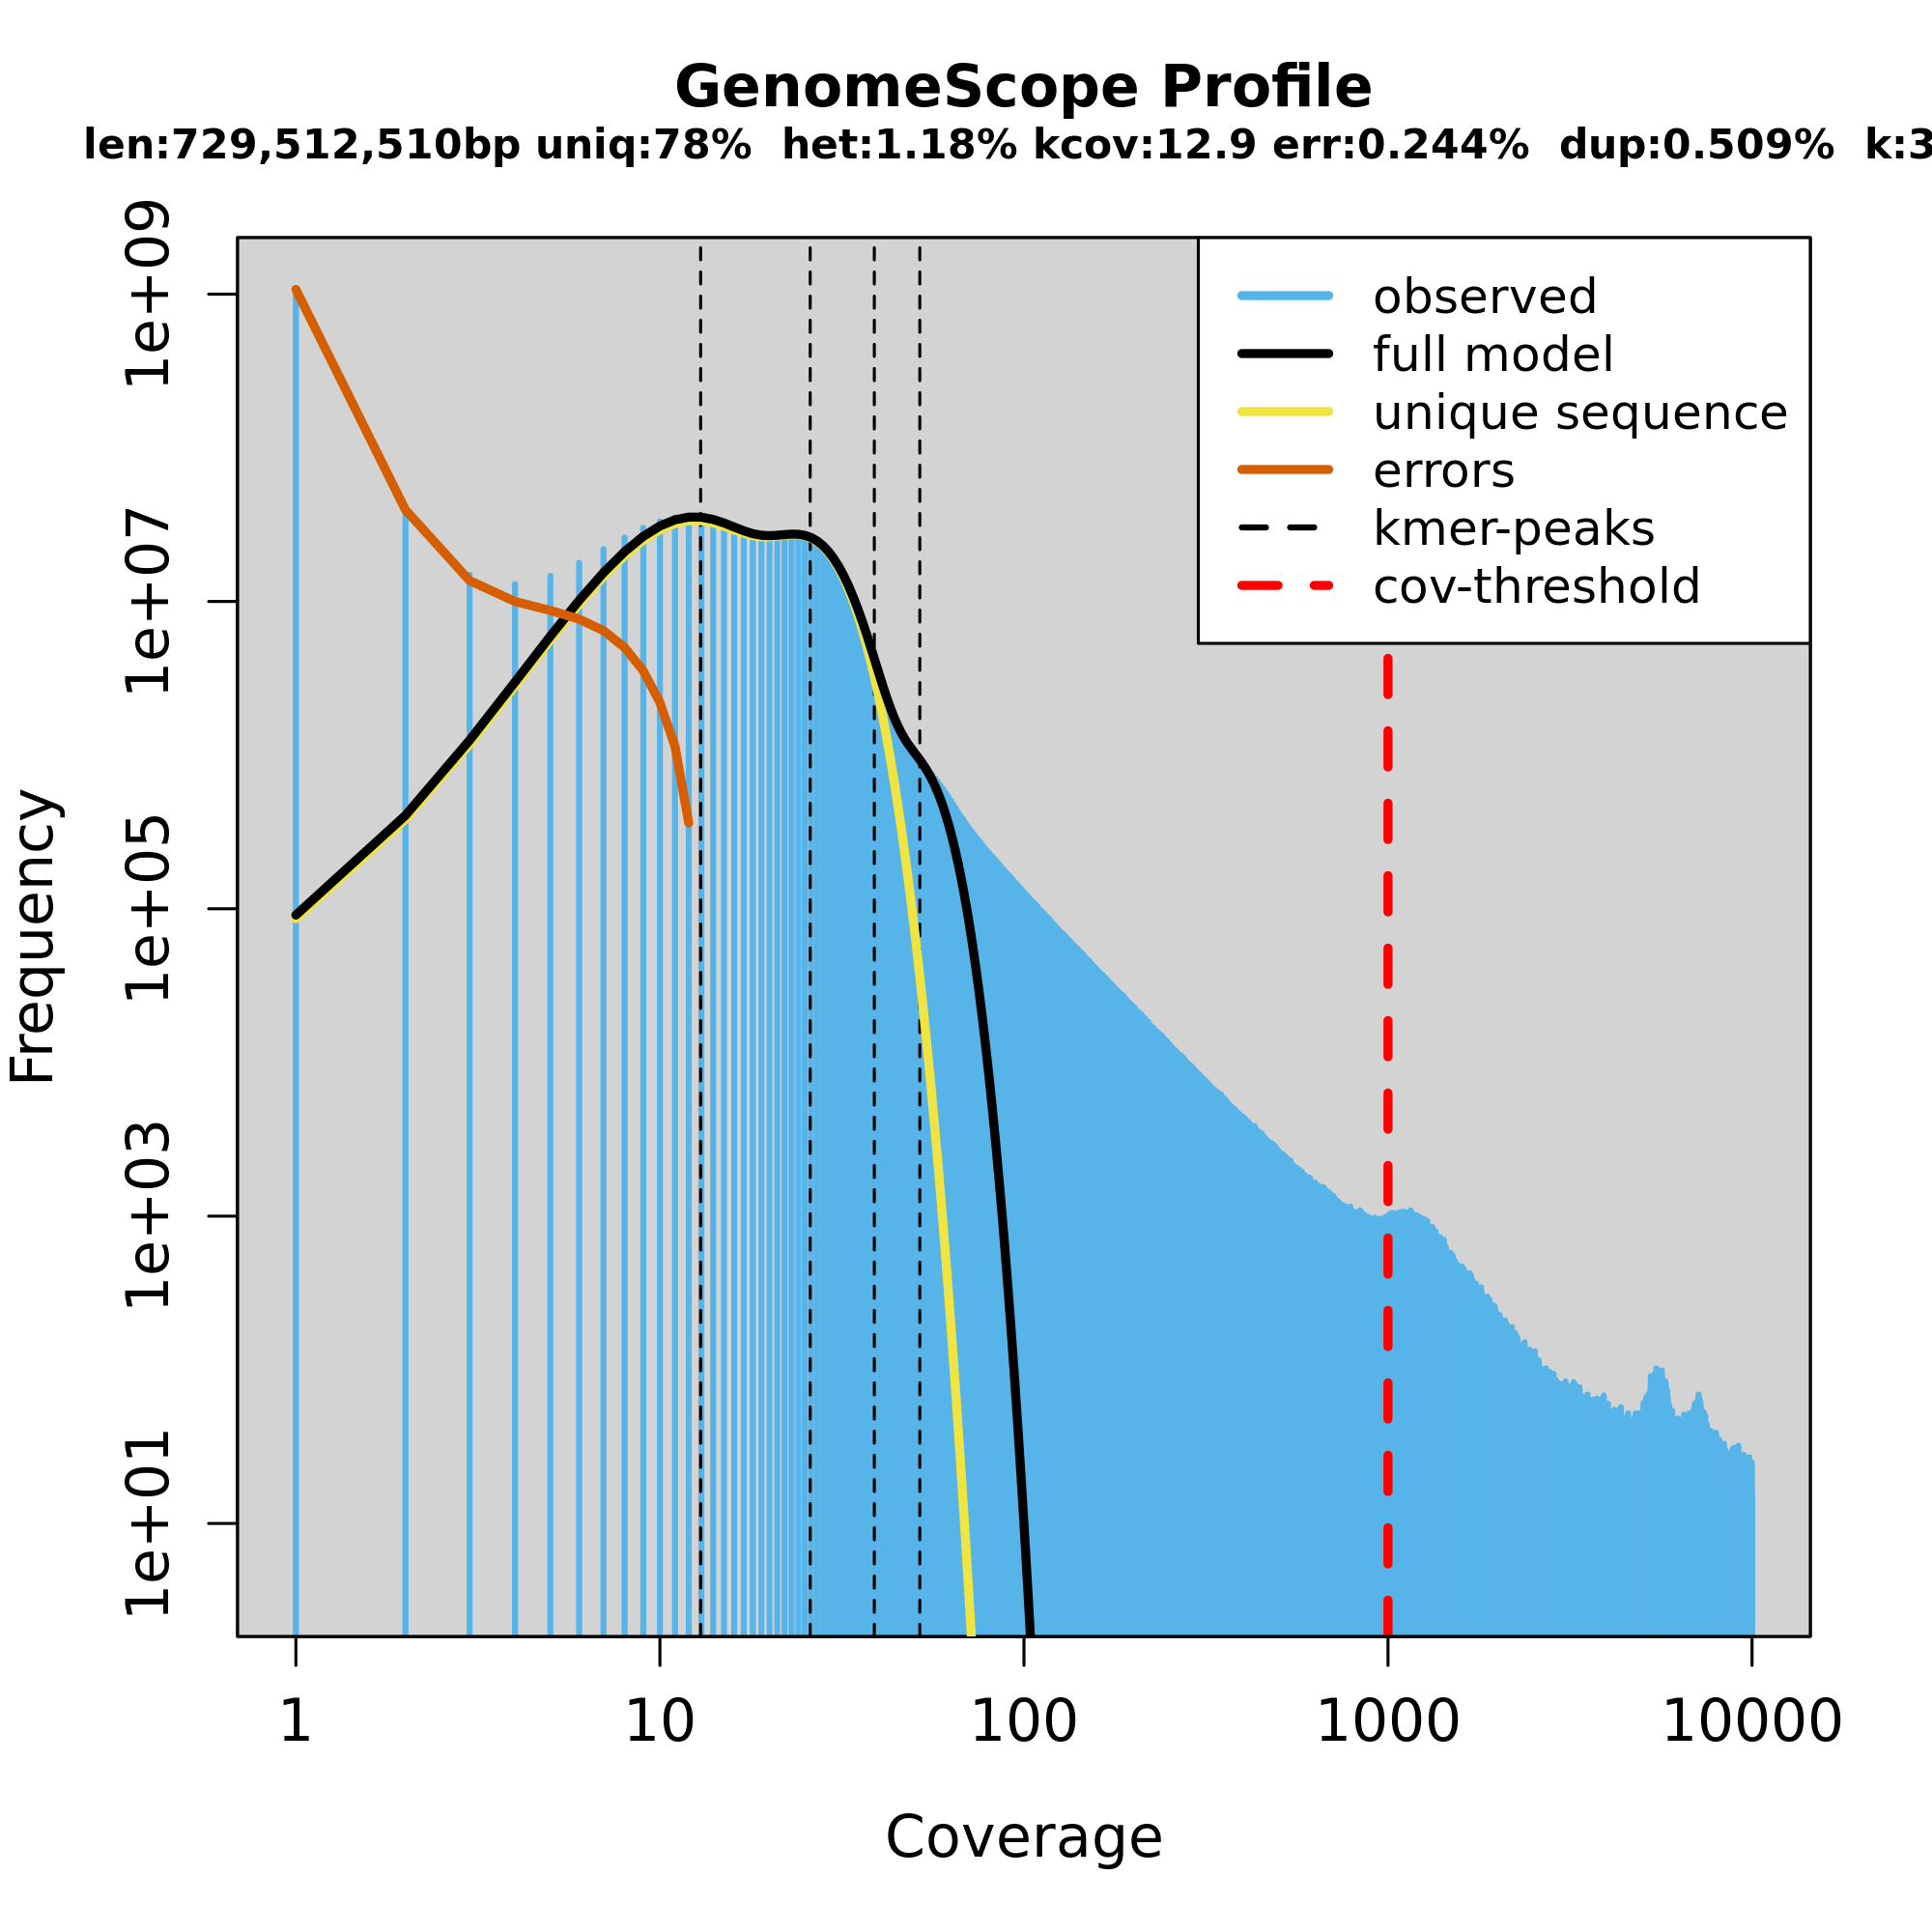 GenomeScope Profile
len:729,512,510bp uniq:78% het:1.18% kcov:12.9 err:0.244% dup:0.509% k:3
observed
full model
unique sequence
errors
kmer-peaks
cov-threshold
Frequency
1e+09
1e+07
1e+05
1e+03
1e+01
1
10
100
1000
10000
Coverage